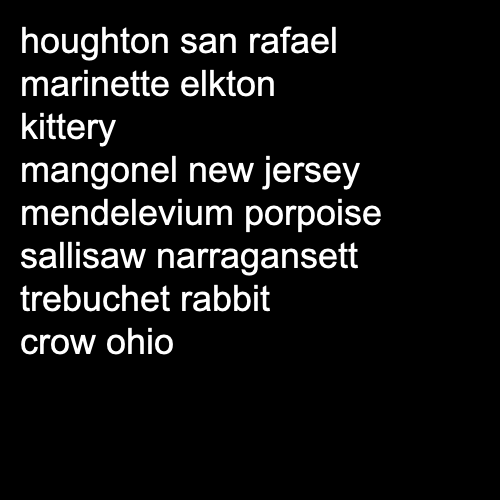 houghton san rafael
marinette elkton
kittery
mangonel new jersey
mendelevium porpoise
sallisaw narragansett
trebuchet rabbit
crow ohio